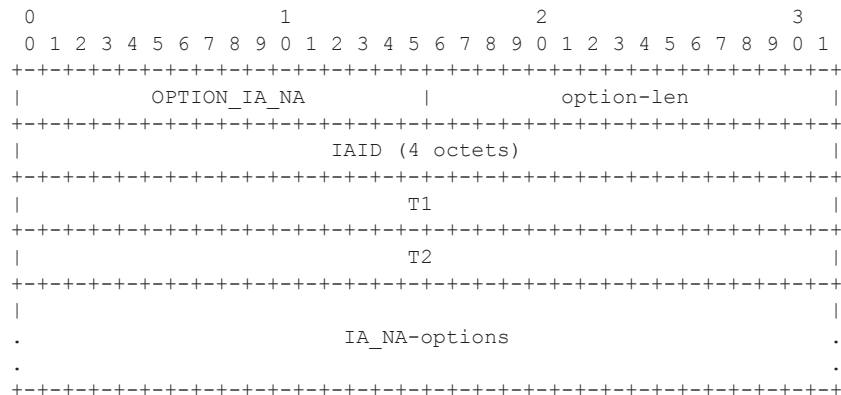 0                   1                   2                   3
 0 1 2 3 4 5 6 7 8 9 0 1 2 3 4 5 6 7 8 9 0 1 2 3 4 5 6 7 8 9 0 1
+-+-+-+-+-+-+-+-+-+-+-+-+-+-+-+-+-+-+-+-+-+-+-+-+-+-+-+-+-+-+-+-+
|          OPTION_IA_NA         |          option-len           |
+-+-+-+-+-+-+-+-+-+-+-+-+-+-+-+-+-+-+-+-+-+-+-+-+-+-+-+-+-+-+-+-+
|                        IAID (4 octets)                        |
+-+-+-+-+-+-+-+-+-+-+-+-+-+-+-+-+-+-+-+-+-+-+-+-+-+-+-+-+-+-+-+-+
|                              T1                               |
+-+-+-+-+-+-+-+-+-+-+-+-+-+-+-+-+-+-+-+-+-+-+-+-+-+-+-+-+-+-+-+-+
|                              T2                               |
+-+-+-+-+-+-+-+-+-+-+-+-+-+-+-+-+-+-+-+-+-+-+-+-+-+-+-+-+-+-+-+-+
|                                                               |
.                         IA_NA-options                         .
.                                                               .
+-+-+-+-+-+-+-+-+-+-+-+-+-+-+-+-+-+-+-+-+-+-+-+-+-+-+-+-+-+-+-+-+